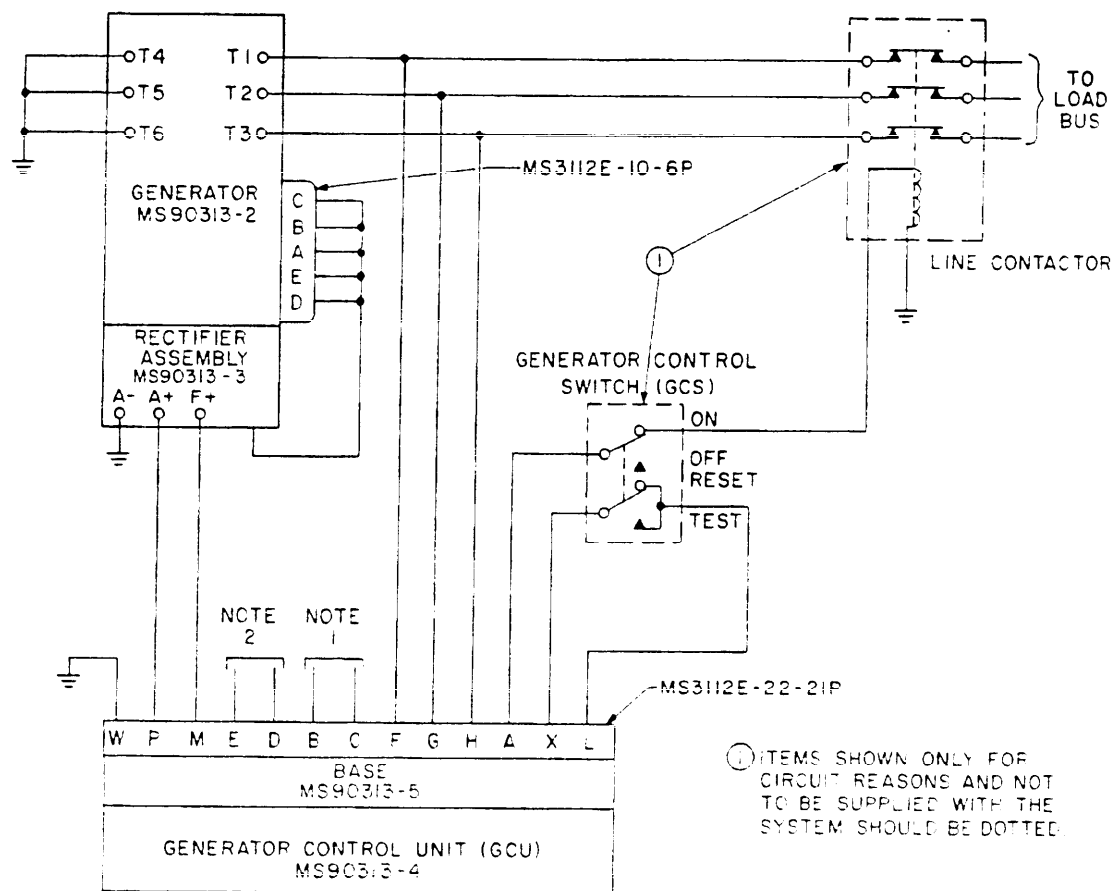 T4
T5
T6
T1
T2
T3
GENERATOR
MS90313-2
C
B
A
E
D
MS3112E-10-6P
RECTIFIER
ASSEMBLY
MS90313-3
A- A+ F+
TO
LOAD
BUS
LINE CONTACTOR
1
GENERATOR CONTROL
SWITCH (GCS)
ON
OFF
RESET
TEST
NOTE
2
NOTE
1
MS3112E-22-21P
W P M E D B C F G H A X L
BASE
MS90313-5
GENERATOR CONTROL UNIT (GCU)
MS90313-4
1 ITEMS SHOWN ONLY FOR
CIRCUIT REASONS AND NOT
TO BE SUPPLIED WITH THE
SYSTEM SHOULD BE DOTTED.